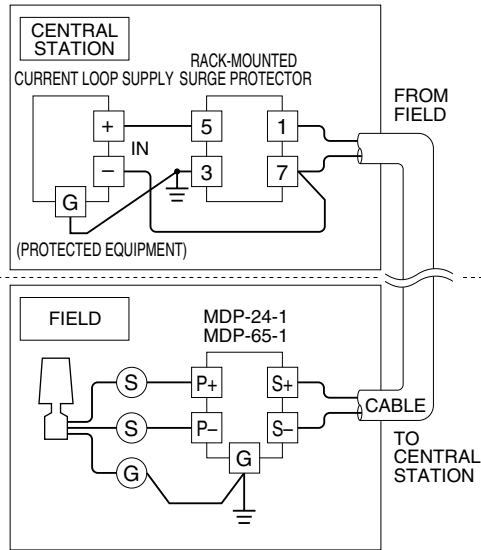 CENTRAL
STATION
CURRENT LOOP SUPPLY
RACK-MOUNTED
SURGE PROTECTOR
FROM
FIELD
+
5
1
IN
–
3
7
G
(PROTECTED EQUIPMENT)
FIELD
MDP-24-1
MDP-65-1
S
P+
S+
CABLE
S
P–
S–
G
G
TO
CENTRAL
STATION